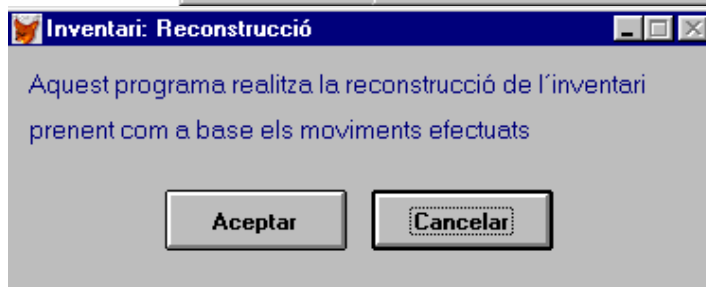 Inventari: Reconstrucció
Aquest programa realitza la reconstrucció de l´inventari
prenent com a base els moviments efectuats
Aceptar
Cancelar